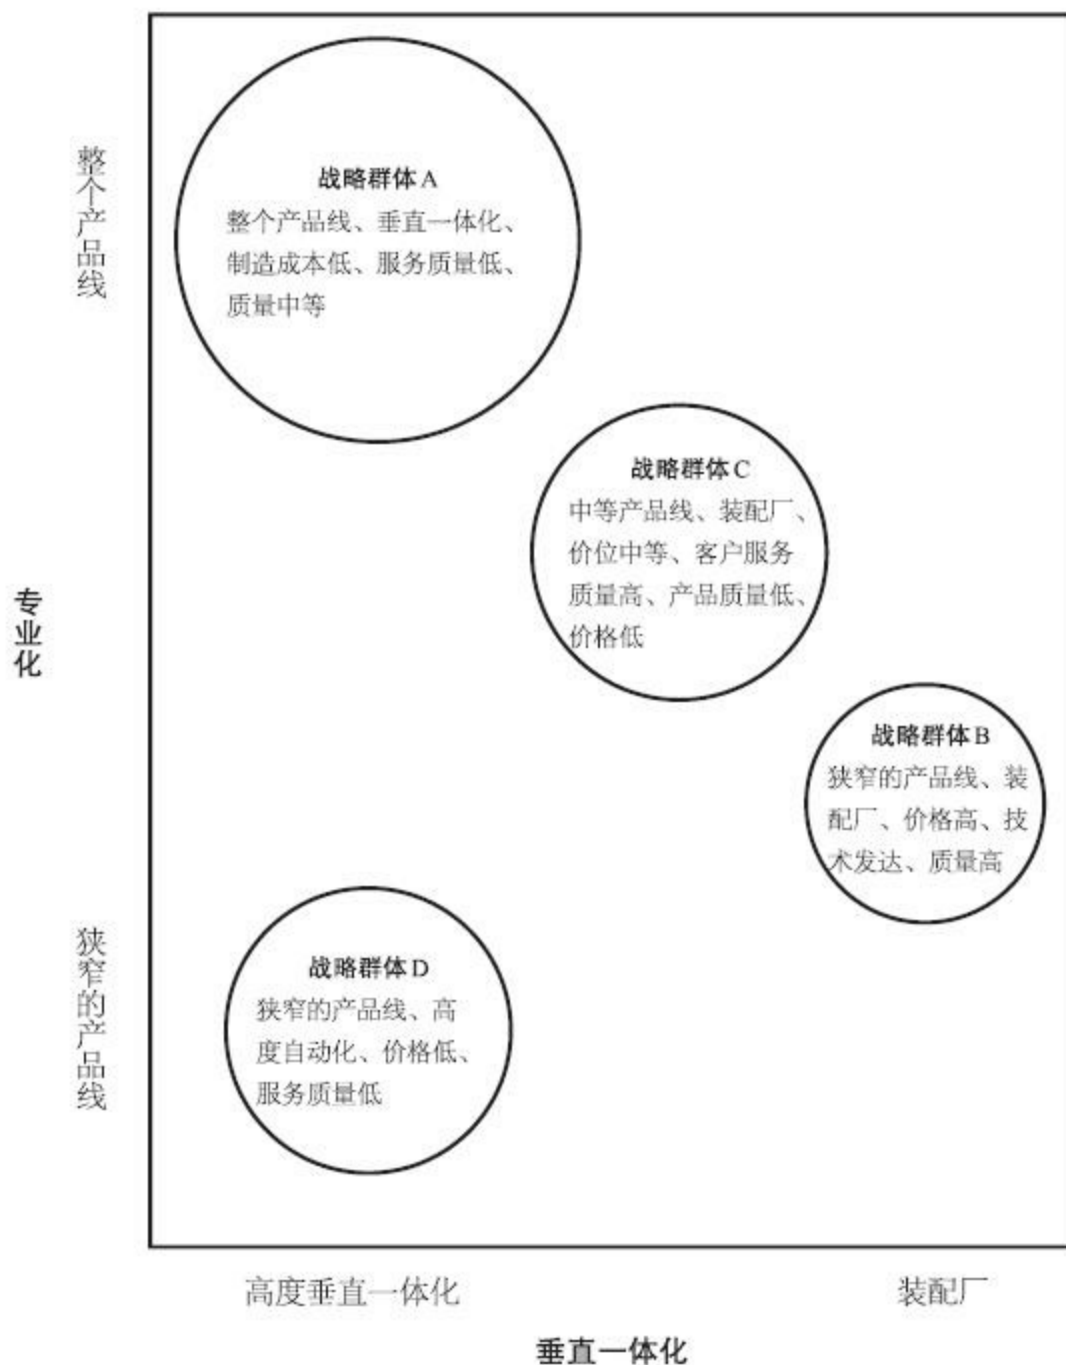 整个产品线
战略群体A
整个产品线、垂直一体化、
制造成本低、服务质量低、
质量中等
战略群体C
中等产品线、装配厂、
价位中等、客户服务
质量高、产品质量低、
价格低
专业化
战略群体B
狭窄的产品线、装
配厂、价格高、技
术发达、质量高
狭窄的产品线
战略群体D
狭窄的产品线、高
度自动化、价格低、
服务质量低
高度垂直一体化
装配厂
垂直一体化